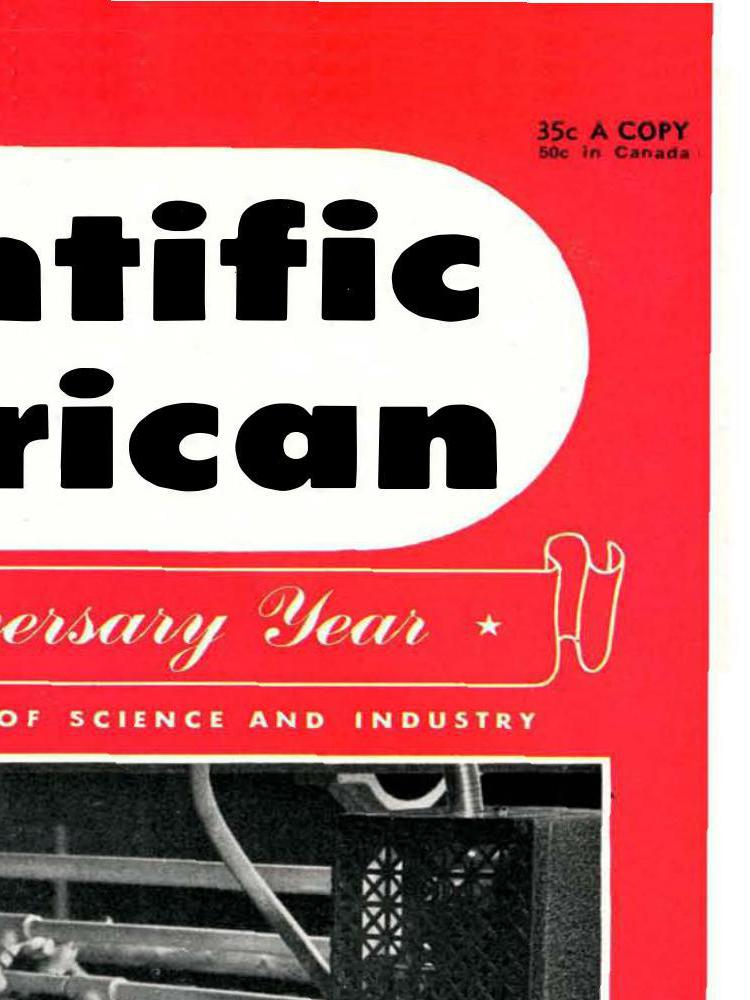 35c A COPY
50c in Canada
ntific
rican
ersary Year
OF SCIENCE AND INDUSTRY